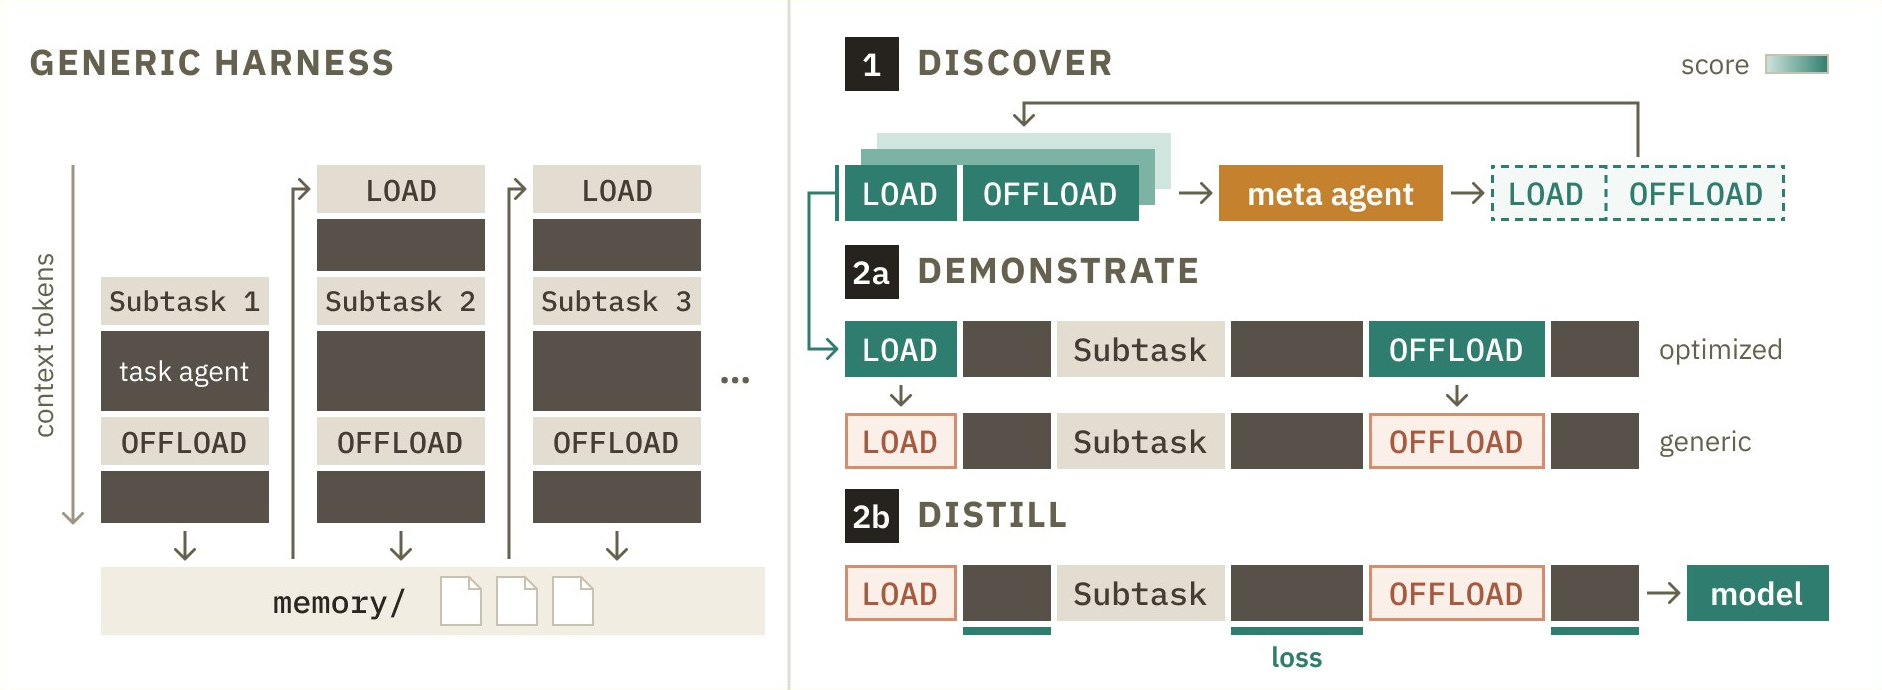 GENERIC HARNESS
context tokens
Subtask 1
task agent
OFFLOAD
LOAD
Subtask 2
OFFLOAD
LOAD
Subtask 3
OFFLOAD
...
memory/
1 DISCOVER
score
LOAD OFFLOAD
meta agent
LOAD OFFLOAD
2a DEMONSTRATE
LOAD Subtask OFFLOAD optimized
LOAD Subtask OFFLOAD generic
2b DISTILL
LOAD Subtask OFFLOAD model
loss